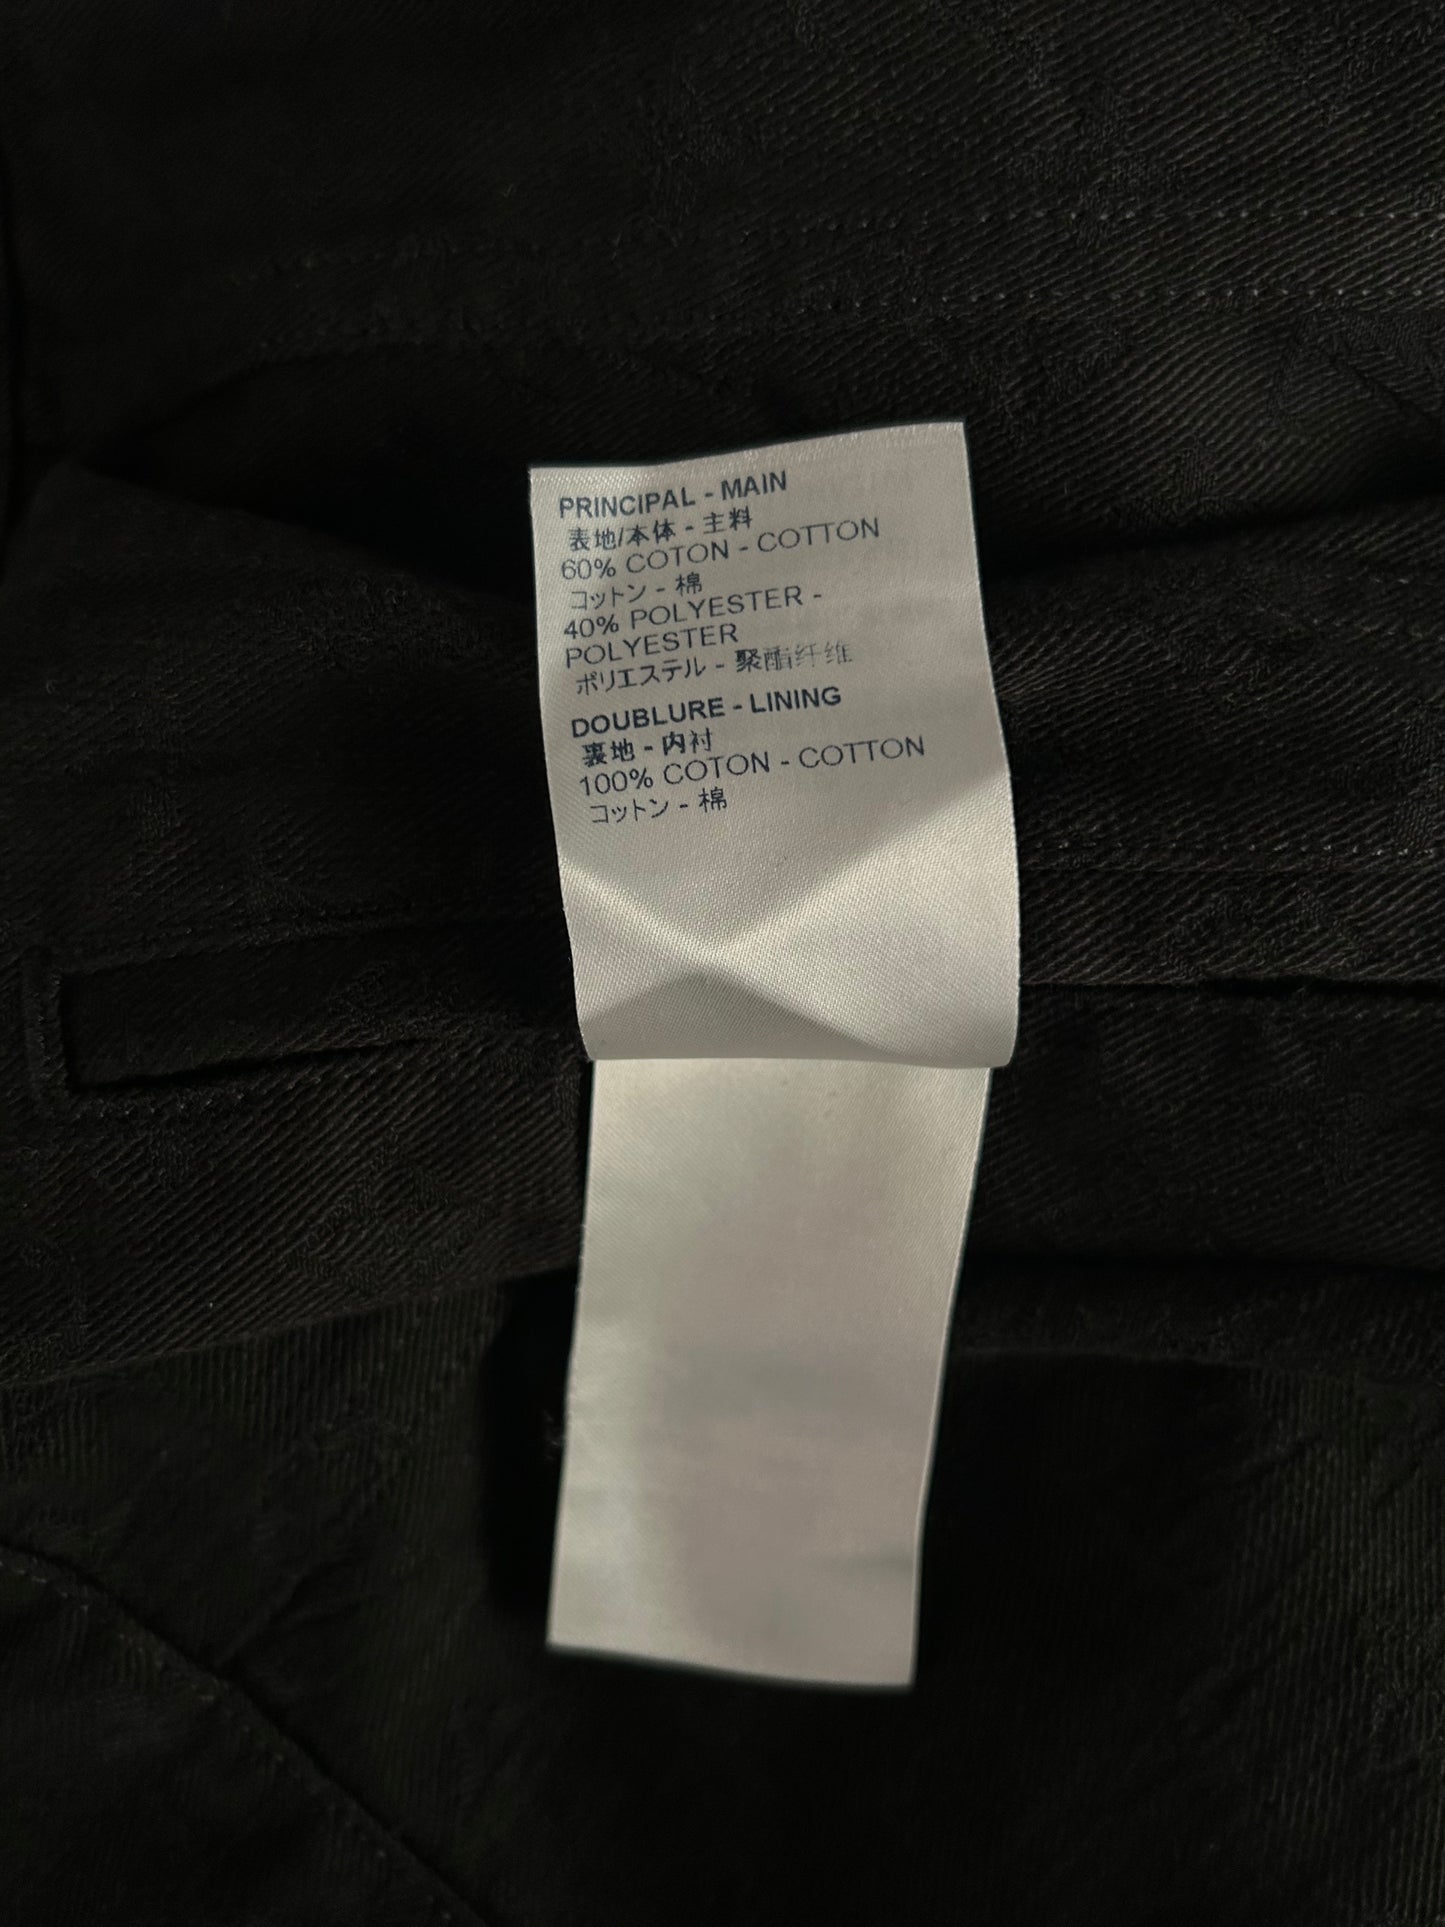 PRINCIPAL - MAIN
表地/本体 - 主料
60% COTON - COTTON
コットン - 棉
40% POLYESTER -
POLYESTER
ポリエステル - 聚酯纤维
DOUBLURE - LINING
裏地 - 内衬
100% COTON - COTTON
コットン - 棉